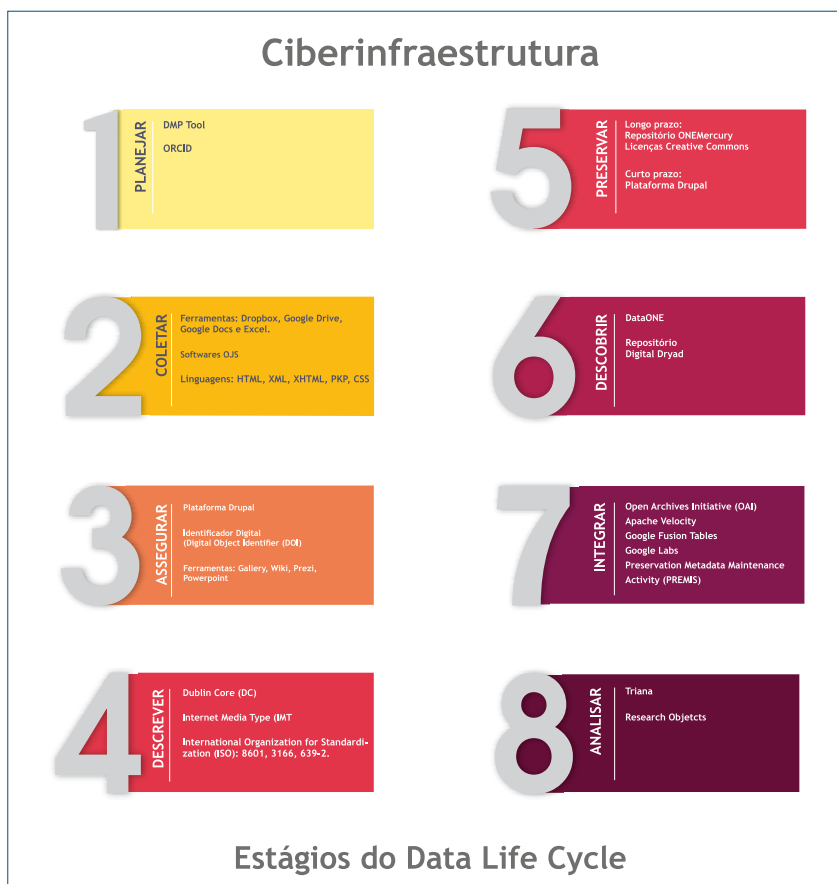 Ciberinfraestrutura
1
PLANEJAR
DMP Tool
ORCID
2
COLETAR
Ferramentas: Dropbox, Google Drive,
Google Docs e Excel.
Softwares OJS
Linguagens: HTML, XML, XHTML, PKP, CSS
3
ASSEGURAR
Plataforma Drupal
Identificador Digital
(Digital Object Identifier (DOI)
Ferramentas: Gallery, Wiki, Prezi,
Powerpoint
4
DESCREVER
Dublin Core (DC)
Internet Media Type (IMT
International Organization for Standardi-
zation (ISO): 8601, 3166, 639-2.
5
PRESERVAR
Longo prazo:
Repositório ONEMercury
Licenças Creative Commons
Curto prazo:
Plataforma Drupal
6
DESCOBRIR
DataONE
Repositório
Digital Dryad
7
INTEGRAR
Open Archives Initiative (OAI)
Apache Velocity
Google Fusion Tables
Google Labs
Preservation Metadata Maintenance
Activity (PREMIS)
8
ANALISAR
Triana
Research Objetcts
Estágios do Data Life Cycle